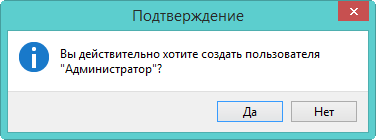 Подтверждение
Вы действительно хотите создать пользователя
"Администратор"?
Да
Нет